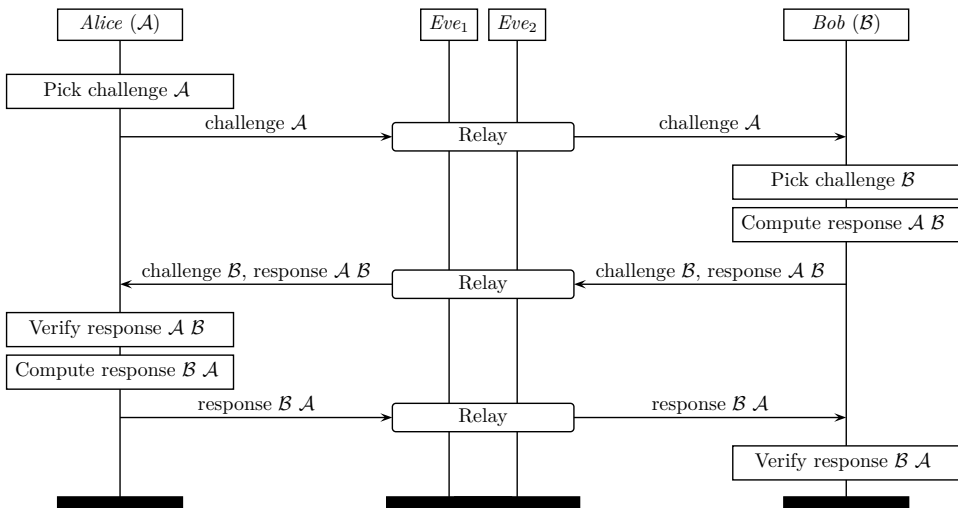 Alice (𝒜)
Eve₁
Eve₂
Bob (ℬ)
Pick challenge 𝒜
challenge 𝒜
Relay
challenge 𝒜
Pick challenge ℬ
Compute response 𝒜 ℬ
challenge ℬ, response 𝒜 ℬ
Relay
challenge ℬ, response 𝒜 ℬ
Verify response 𝒜 ℬ
Compute response ℬ 𝒜
response ℬ 𝒜
Relay
response ℬ 𝒜
Verify response ℬ 𝒜